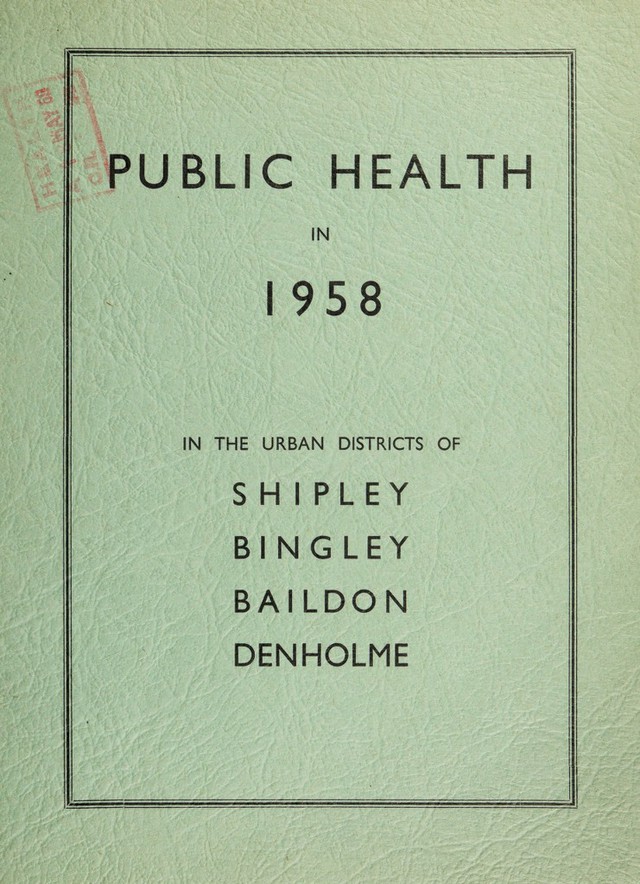 PUBLIC HEALTH
IN
1958
IN THE URBAN DISTRICTS OF
SHIPLEY
BINGLEY
BAILDON
DENHOLME